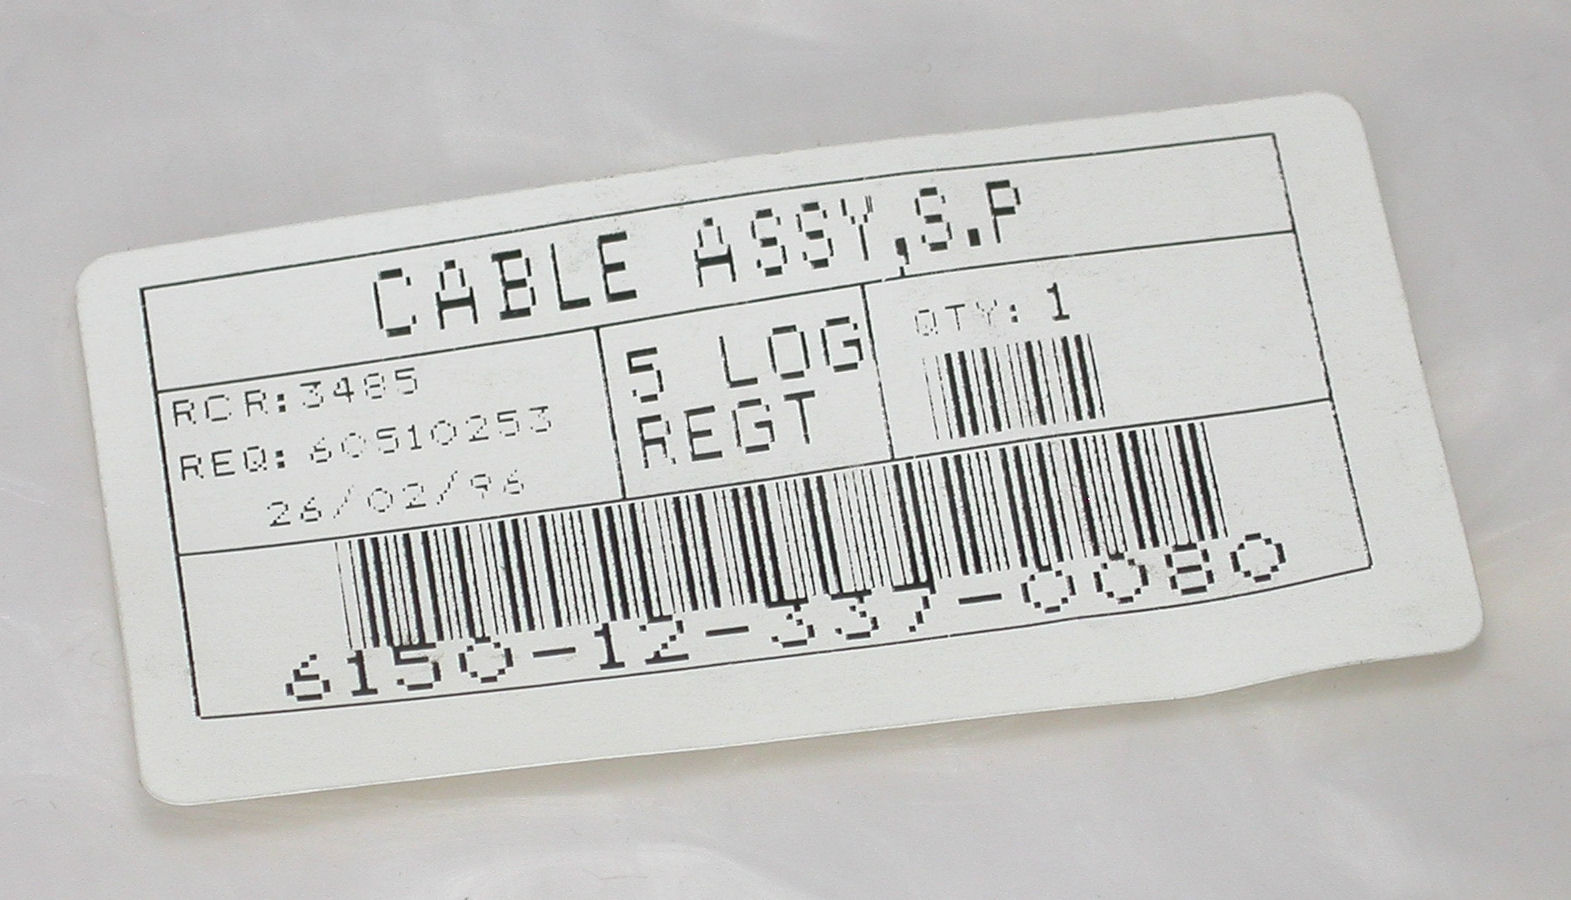 CABLE ASSY,S.P
RCR:3485
REQ: 60510253
26/02/96
5 LOG
REGT
QTY: 1
6150-12-337-0080